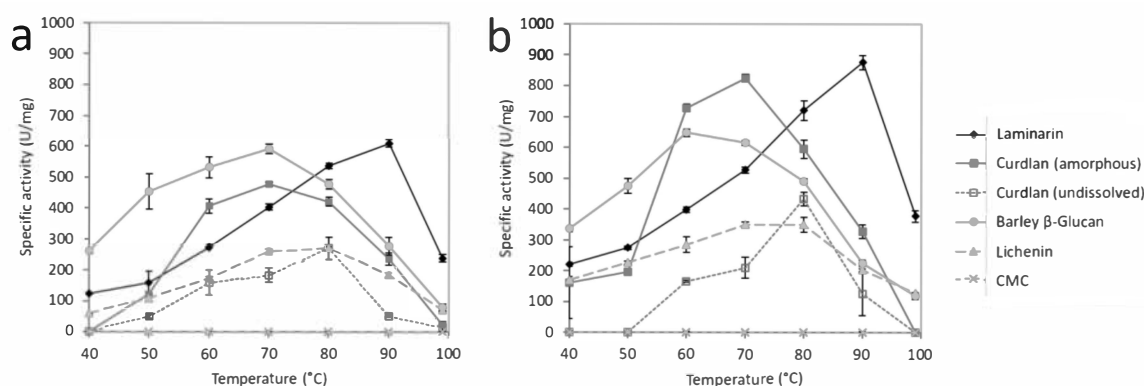 a
1000
900
800
700
600
500
400
300
200
100
0
Specific activity (U/mg)
40 50 60 70 80 90 100
Temperature (°C)
b
1000
900
800
700
600
500
400
300
200
100
0
Specific activity (U/mg)
40 50 60 70 80 90 100
Temperature (°C)
Laminarin
Curdlan (amorphous)
Curdlan (undissolved)
Barley β-Glucan
Lichenin
CMC